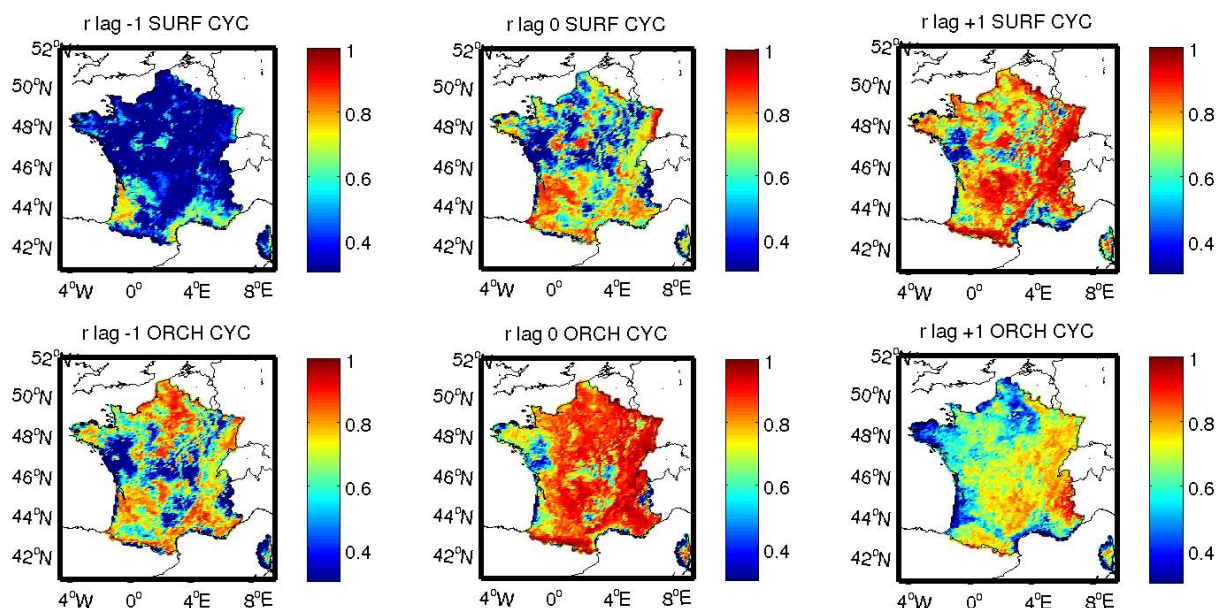 r lag -1 SURF CYC
52°N
50°N
48°N
46°N
44°N
42°N
4°W 0° 4°E 8°E
1
0.8
0.6
0.4
r lag 0 SURF CYC
52°N
50°N
48°N
46°N
44°N
42°N
4°W 0° 4°E 8°E
1
0.8
0.6
0.4
r lag +1 SURF CYC
52°N
50°N
48°N
46°N
44°N
42°N
4°W 0° 4°E 8°E
1
0.8
0.6
0.4
r lag -1 ORCH CYC
52°N
50°N
48°N
46°N
44°N
42°N
4°W 0° 4°E 8°E
1
0.8
0.6
0.4
r lag 0 ORCH CYC
52°N
50°N
48°N
46°N
44°N
42°N
4°W 0° 4°E 8°E
1
0.8
0.6
0.4
r lag +1 ORCH CYC
52°N
50°N
48°N
46°N
44°N
42°N
4°W 0° 4°E 8°E
1
0.8
0.6
0.4